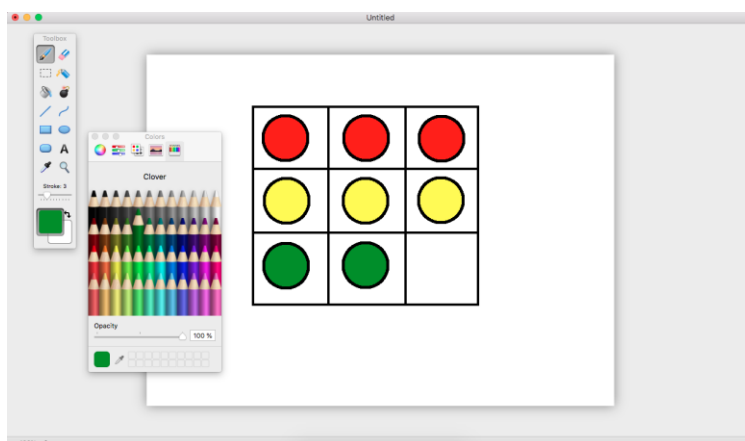 Untitled
Toolbox
A
Stroke: 3
Colors
Clover
Opacity
100 %